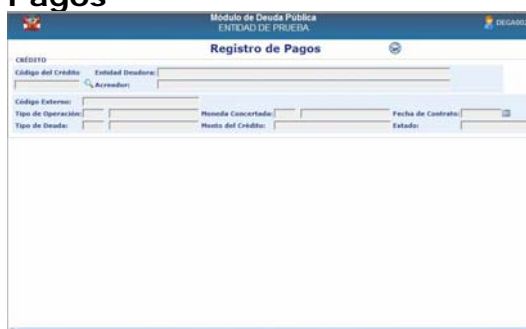 Pagos
Módulo de Deuda Pública
ENTIDAD DE PRUEBA
DEGA002
Registro de Pagos
CRÉDITO
Código del Crédito Entidad Deudora:
Acreedor:
Código Externo:
Tipo de Operación: Moneda Concertada: Fecha de Contrato:
Tipo de Deuda: Monto del Crédito: Estado: